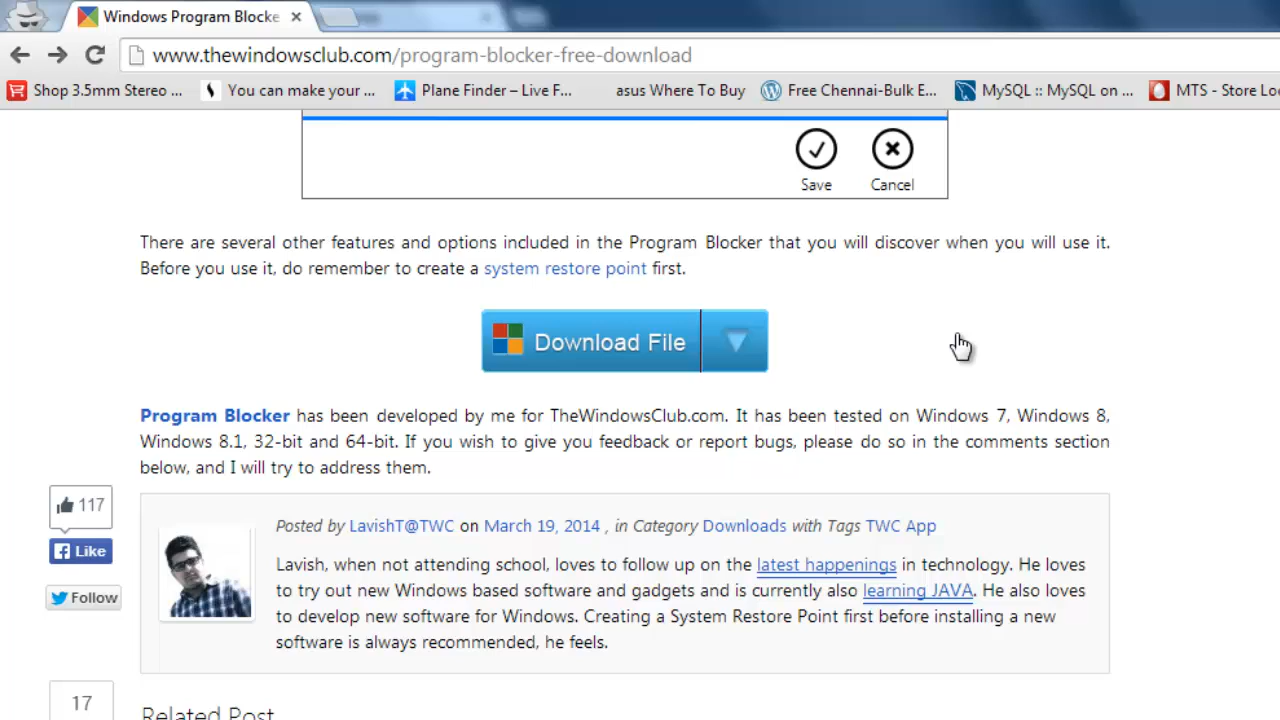 Windows Program Blocke
www.thewindowsclub.com/program-blocker-free-download
Shop 3.5mm Stereo ... You can make your ... Plane Finder – Live F... asus Where To Buy Free Chennai-Bulk E... MySQL :: MySQL on ... MTS - Store Loc
Save Cancel
There are several other features and options included in the Program Blocker that you will discover when you will use it.
Before you use it, do remember to create a system restore point first.
Download File
Program Blocker has been developed by me for TheWindowsClub.com. It has been tested on Windows 7, Windows 8,
Windows 8.1, 32-bit and 64-bit. If you wish to give you feedback or report bugs, please do so in the comments section
below, and I will try to address them.
117
Like
Follow
Posted by LavishT@TWC on March 19, 2014 , in Category Downloads with Tags TWC App
Lavish, when not attending school, loves to follow up on the latest happenings in technology. He loves
to try out new Windows based software and gadgets and is currently also learning JAVA. He also loves
to develop new software for Windows. Creating a System Restore Point first before installing a new
software is always recommended, he feels.
17
Related Post